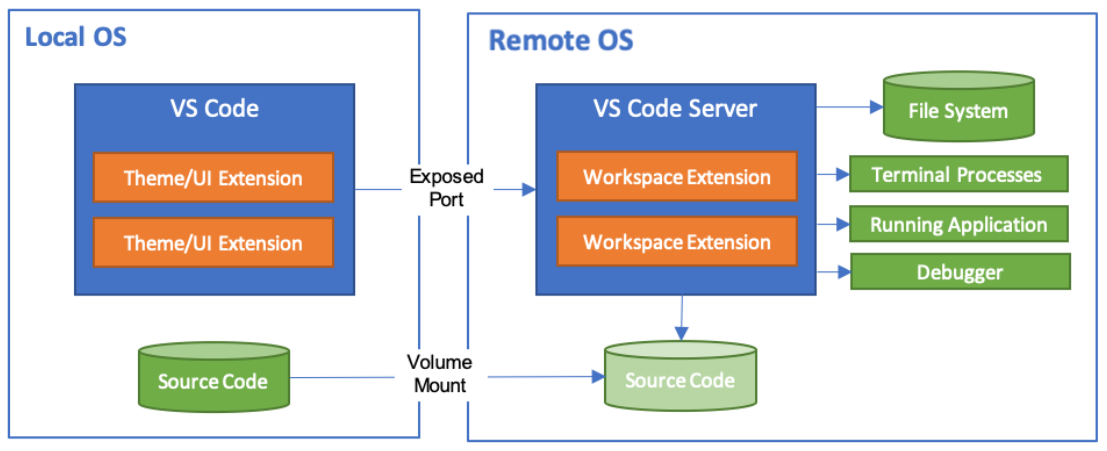 Local OS
VS Code
Theme/UI Extension
Theme/UI Extension
Source Code
Exposed
Port
Volume
Mount
Remote OS
VS Code Server
Workspace Extension
Workspace Extension
File System
Terminal Processes
Running Application
Debugger
Source Code